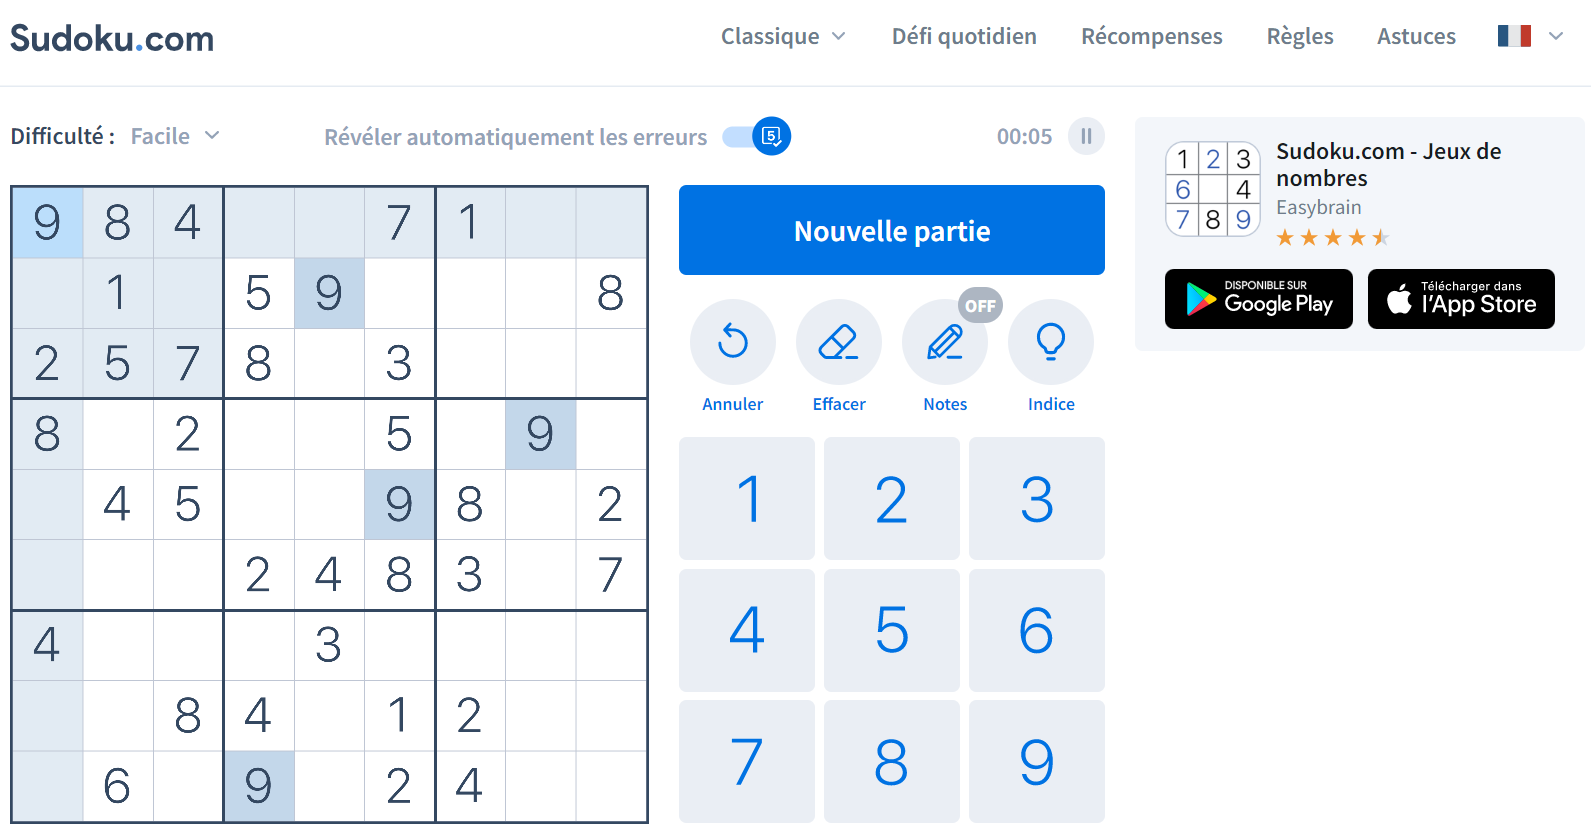 Sudoku.com
Classique
Défi quotidien
Récompenses
Règles
Astuces
Difficulté : Facile
Révéler automatiquement les erreurs
5
00:05
9 8 4 7 1
1 5 9 8
2 5 7 8 3
8 2 5 9
4 5 9 8 2
2 4 8 3 7
4 3
8 4 1 2
6 9 2 4
Nouvelle partie
OFF
Annuler
Effacer
Notes
Indice
1 2 3
4 5 6
7 8 9
1 2 3
6 4
7 8 9
Sudoku.com - Jeux de
nombres
Easybrain
DISPONIBLE SUR
Google Play
Télécharger dans
l'App Store